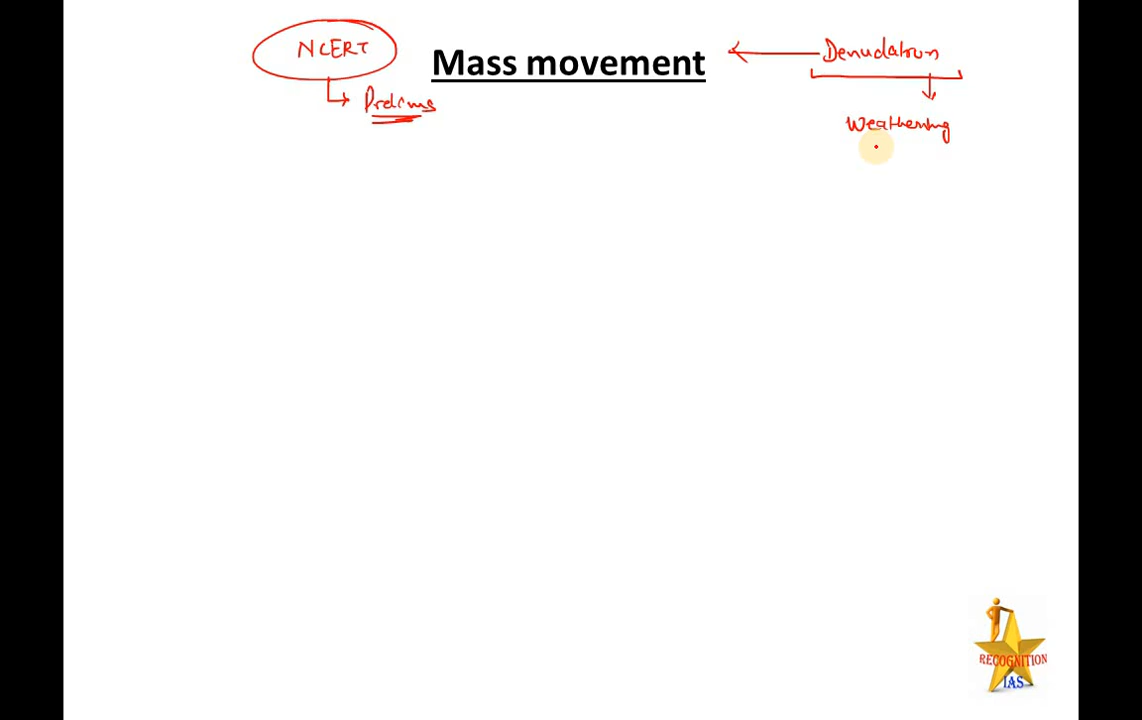 NCERT
Mass movement
Denudation
Prelims
Weathering
RECOGNITION
IAS